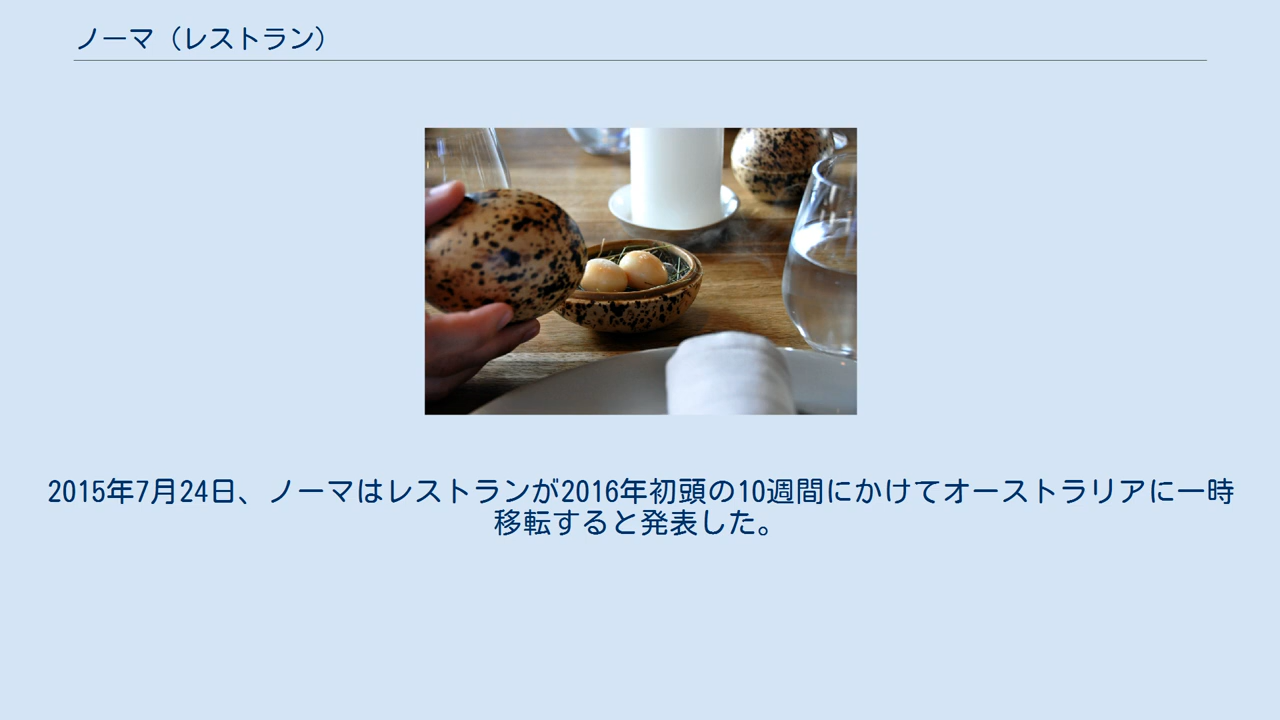 ノーマ（レストラン）
2015年7月24日、ノーマはレストランが2016年初頭の10週間にかけてオーストラリアに一時
移転すると発表した。